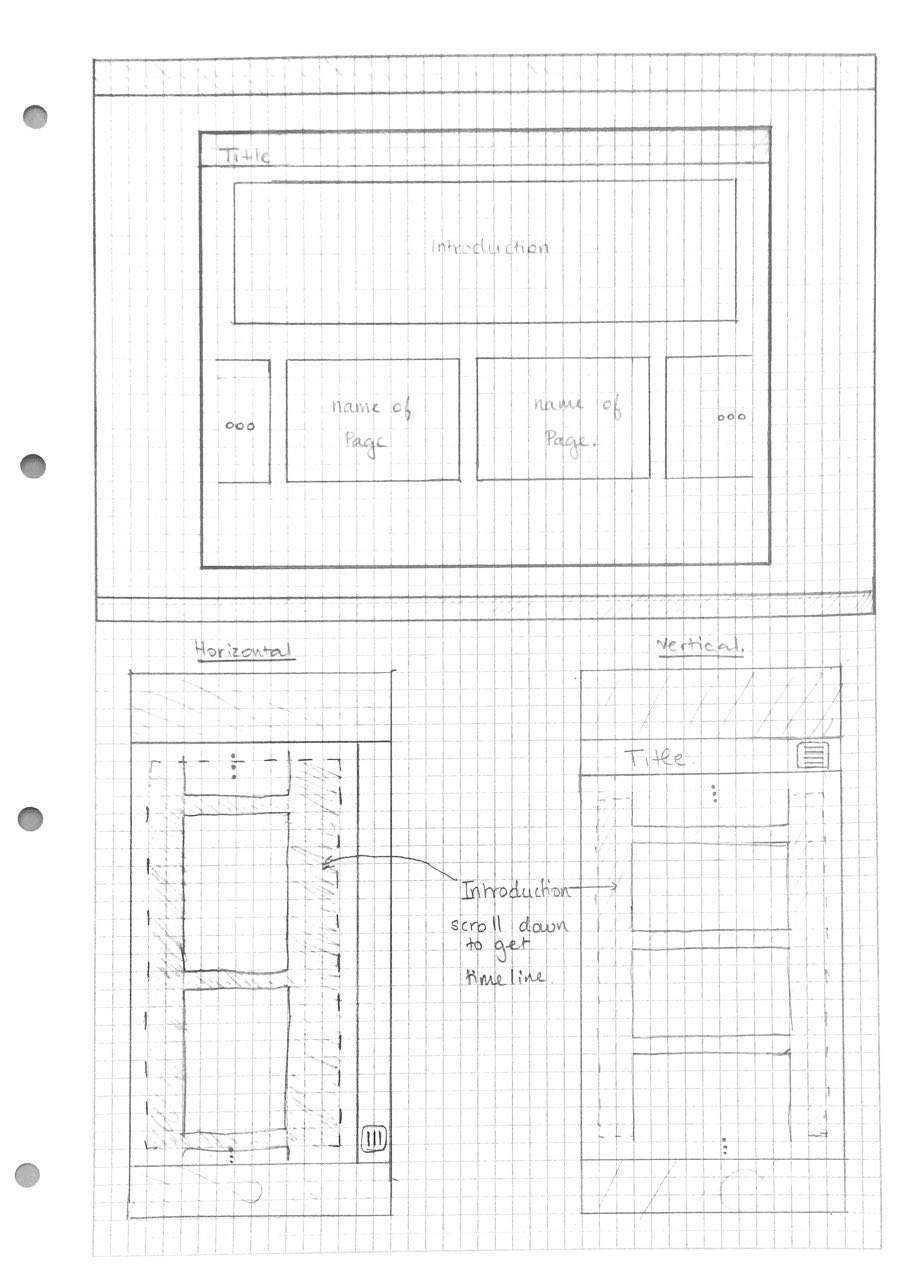 Title
Introduction
ooo
name of
Page
name of
Page.
ooo
Horizontal
Vertical.
Title
Introduction
scroll down
to get
timeline